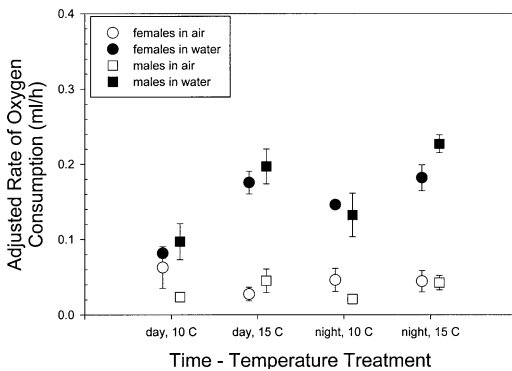 females in air
females in water
males in air
males in water
Adjusted Rate of Oxygen
Consumption (ml/h)
0.4
0.3
0.2
0.1
0.0
day, 10 C
day, 15 C
night, 10 C
night, 15 C
Time - Temperature Treatment